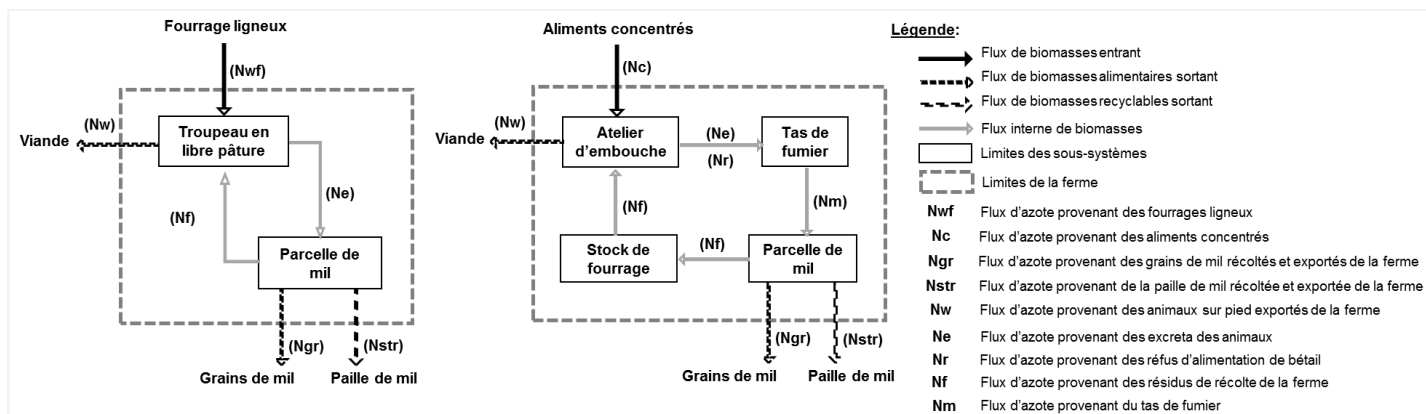 Fourrage ligneux
(Nwf)
Viande
(Nw)
Troupeau en
libre pâture
(Ne)
(Nf)
Parcelle de
mil
(Ngr)
(Nstr)
Grains de mil
Paille de mil
Aliments concentrés
(Nc)
Viande
(Nw)
Atelier
d'embouche
(Ne)
(Nr)
Tas de
fumier
(Nf)
(Nm)
Stock de
fourrage
(Nf)
Parcelle de
mil
(Ngr)
(Nstr)
Grains de mil
Paille de mil
Légende:
Flux de biomasses entrant
Flux de biomasses alimentaires sortant
Flux de biomasses recyclables sortant
Flux interne de biomasses
Limites des sous-systèmes
Limites de la ferme
Nwf Flux d'azote provenant des fourrages ligneux
Nc Flux d'azote provenant des aliments concentrés
Ngr Flux d'azote provenant des grains de mil récoltés et exportés de la ferme
Nstr Flux d'azote provenant de la paille de mil récoltée et exportée de la ferme
Nw Flux d'azote provenant des animaux sur pied exportés de la ferme
Ne Flux d'azote provenant des excreta des animaux
Nr Flux d'azote provenant des réfus d'alimentation de bétail
Nf Flux d'azote provenant des résidus de récolte de la ferme
Nm Flux d'azote provenant du tas de fumier